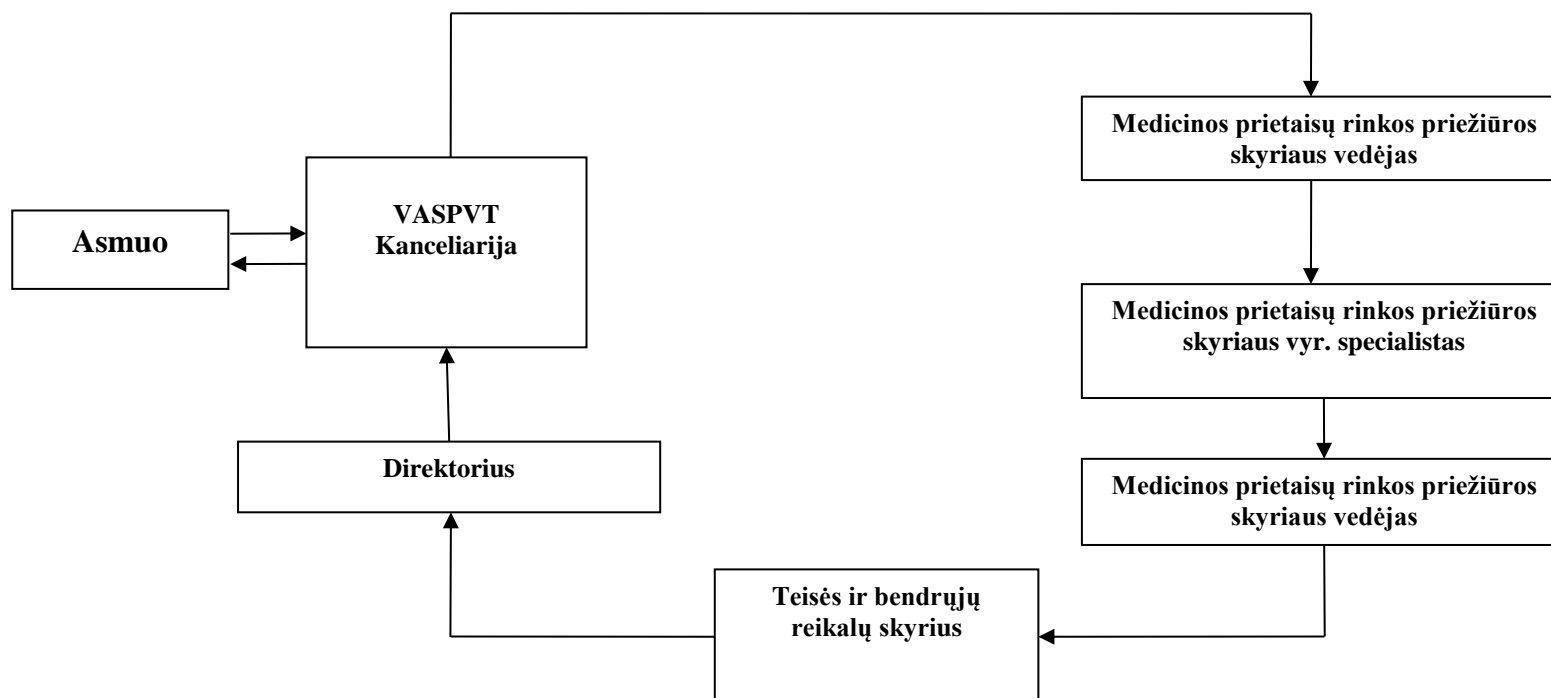 Medicinos prietaisų rinkos priežiūros
skyriaus vedėjas
VASPVT
Kanceliarija
Asmuo
Medicinos prietaisų rinkos priežiūros
skyriaus vyr. specialistas
Direktorius
Medicinos prietaisų rinkos priežiūros
skyriaus vedėjas
Teisės ir bendrųjų
reikalų skyrius